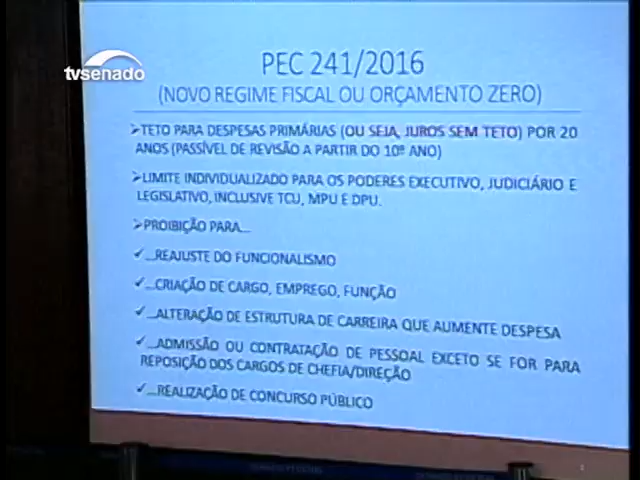 tvsenado
PEC 241/2016
(NOVO REGIME FISCAL OU ORÇAMENTO ZERO)
➢TETO PARA DESPESAS PRIMÁRIAS (OU SEJA, JUROS SEM TETO) POR 20
ANOS (PASSÍVEL DE REVISÃO A PARTIR DO 10º ANO)
➢LIMITE INDIVIDUALIZADO PARA OS PODERES EXECUTIVO, JUDICIÁRIO E
LEGISLATIVO, INCLUSIVE TCU, MPU E DPU.
➢PROIBIÇÃO PARA...
✓...REAJUSTE DO FUNCIONALISMO
✓...CRIAÇÃO DE CARGO, EMPREGO, FUNÇÃO
✓...ALTERAÇÃO DE ESTRUTURA DE CARREIRA QUE AUMENTE DESPESA
✓...ADMISSÃO OU CONTRATAÇÃO DE PESSOAL EXCETO SE FOR PARA
REPOSIÇÃO DOS CARGOS DE CHEFIA/DIREÇÃO
✓...REALIZAÇÃO DE CONCURSO PÚBLICO